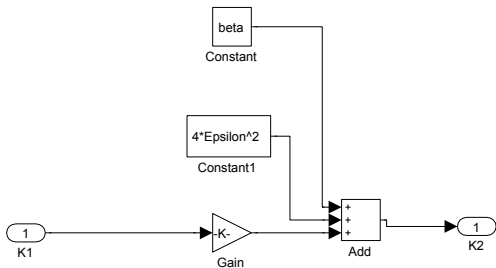 beta
Constant
4*Epsilon^2
Constant1
+
+
+
Add
1
K1
-K-
Gain
1
K2